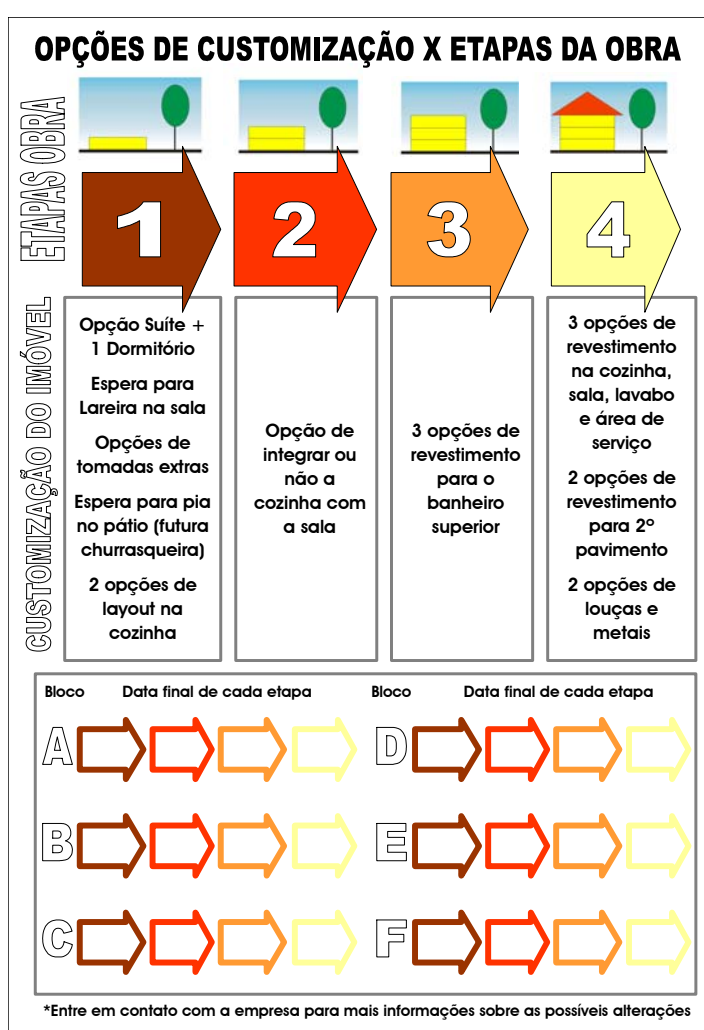 OPÇÕES DE CUSTOMIZAÇÃO X ETAPAS DA OBRA
ETAPAS OBRA
1
2
3
4
CUSTOMIZAÇÃO DO IMÓVEL
Opção Suíte +
1 Dormitório
Espera para
Lareira na sala
Opções de
tomadas extras
Espera para pia
no pátio (futura
churrasqueira)
2 opções de
layout na
cozinha
Opção de
integrar ou
não a
cozinha com
a sala
3 opções de
revestimento
para o
banheiro
superior
3 opções de
revestimento
na cozinha,
sala, lavabo
e área de
serviço
2 opções de
revestimento
para 2º
pavimento
2 opções de
louças e
metais
Bloco Data final de cada etapa
A
B
C
Bloco Data final de cada etapa
D
E
F
*Entre em contato com a empresa para mais informações sobre as possíveis alterações